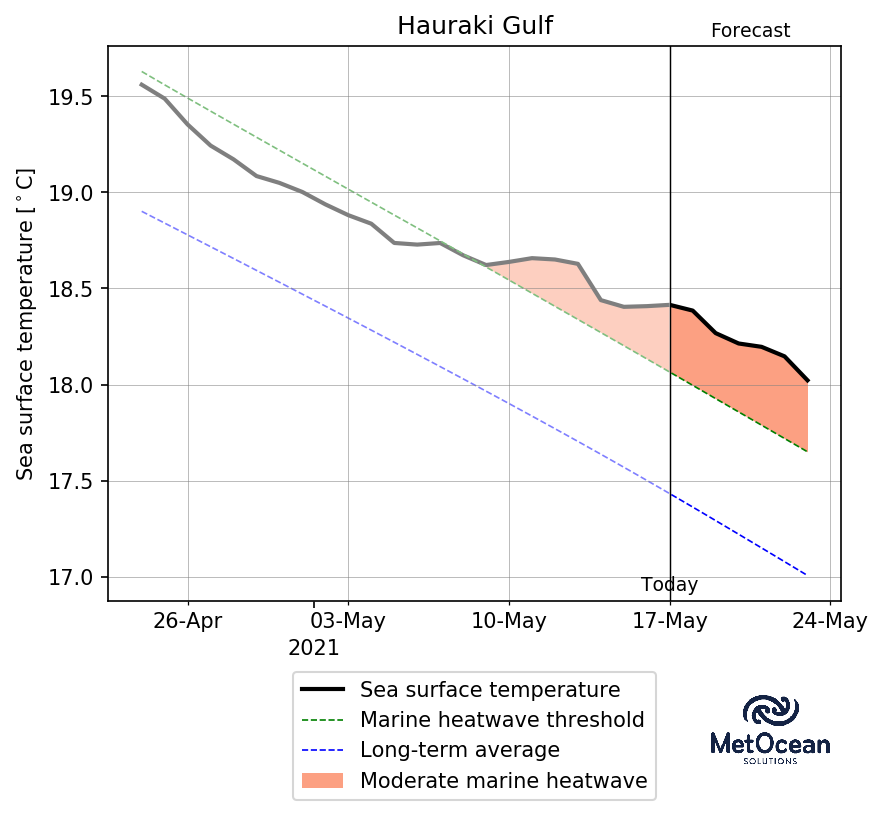 Hauraki Gulf
Forecast
Sea surface temperature [°C]
19.5
19.0
18.5
18.0
17.5
17.0
Today
26-Apr 03-May 10-May 17-May 24-May
2021
Sea surface temperature
Marine heatwave threshold
Long-term average
Moderate marine heatwave
MetOcean
SOLUTIONS